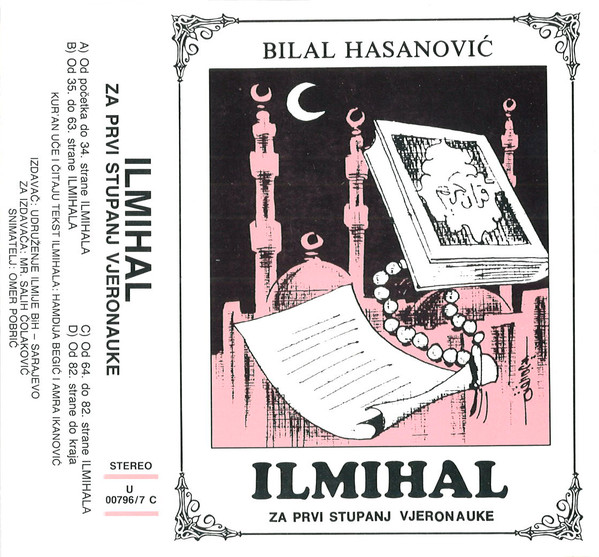 BILAL HASANOVIĆ
ILMIHAL
ZA PRVI STUPANJ VJERONAUKE
ILMIHAL
ZA PRVI STUPANJ VJERONAUKE
A) Od početka do 34. strane ILMIHALA
B) Od 35. do 63. strane ILMIHALA
C) Od 64. do 82. strane ILMIHALA
D) Od 82. strane do kraja
KUR'AN UČE I ČITAJU TEKST ILMIHALA: HAMDIJA BEGIĆ I AMRA IKANOVIĆ
IZDAVAČ: UDRUŽENJE ILMIJE BIH – SARAJEVO
ZA IZDAVAČA: MR. SALIH ČOLAKOVIĆ
SNIMATELJ: OMER POBRIĆ
STEREO
U
00796/7 C